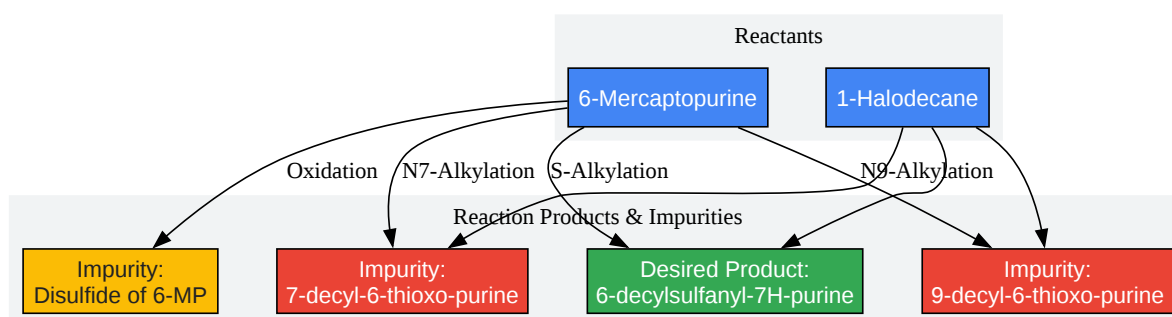 Reactants
6-Mercaptopurine
1-Halodecane
Oxidation
N7-Alkylation
S-Alkylation
N9-Alkylation
Reaction Products & Impurities
Impurity:
Disulfide of 6-MP
Impurity:
7-decyl-6-thioxo-purine
Desired Product:
6-decylsulfanyl-7H-purine
Impurity:
9-decyl-6-thioxo-purine